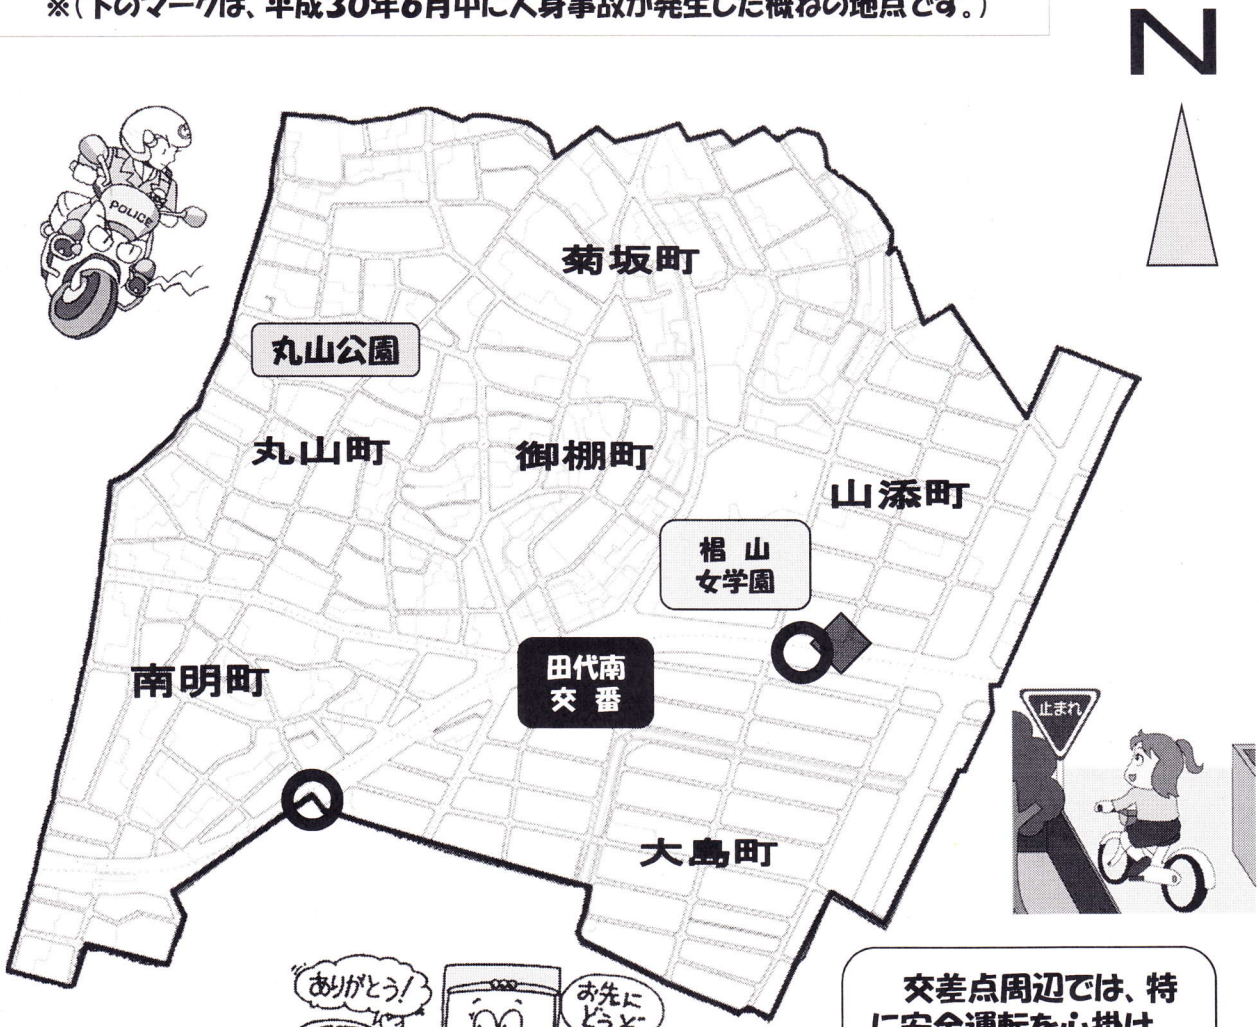 ※（下のマークは、平成30年6月中に人身事故が発生した概ねの地点です。）
N
POLICE
菊坂町
丸山公園
丸山町
御棚町
山添町
椙 山
女学園
田代南
交 番
南明町
止まれ
大島町
ありがとう！
お先に
どうぞ
交差点周辺では、特
に安全運転を心掛け